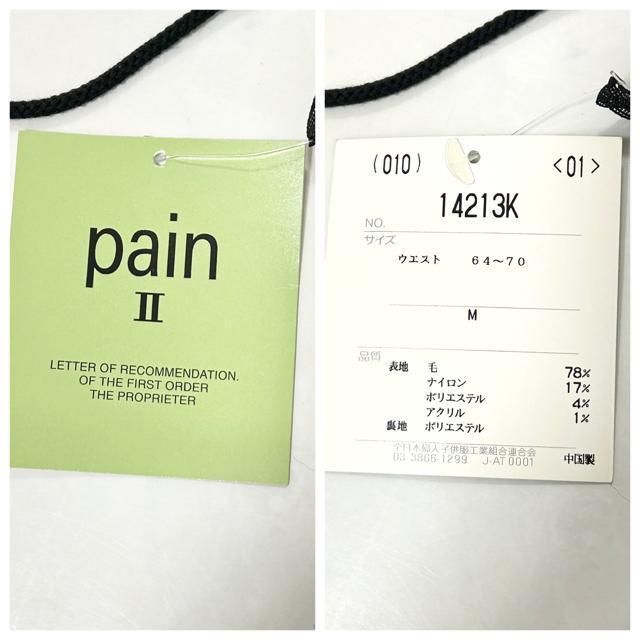 pain
II
LETTER OF RECOMMENDATION.
OF THE FIRST ORDER
THE PROPRIETER
(010) <01>
14213K
NO.
サイズ
ウエスト 64〜70
M
品質
表地 毛 78%
ナイロン 17%
ポリエステル 4%
アクリル 1%
裏地 ポリエステル
全日本婦人子供服工業組合連合会
03-3866-1299 J-AT0001 中国製